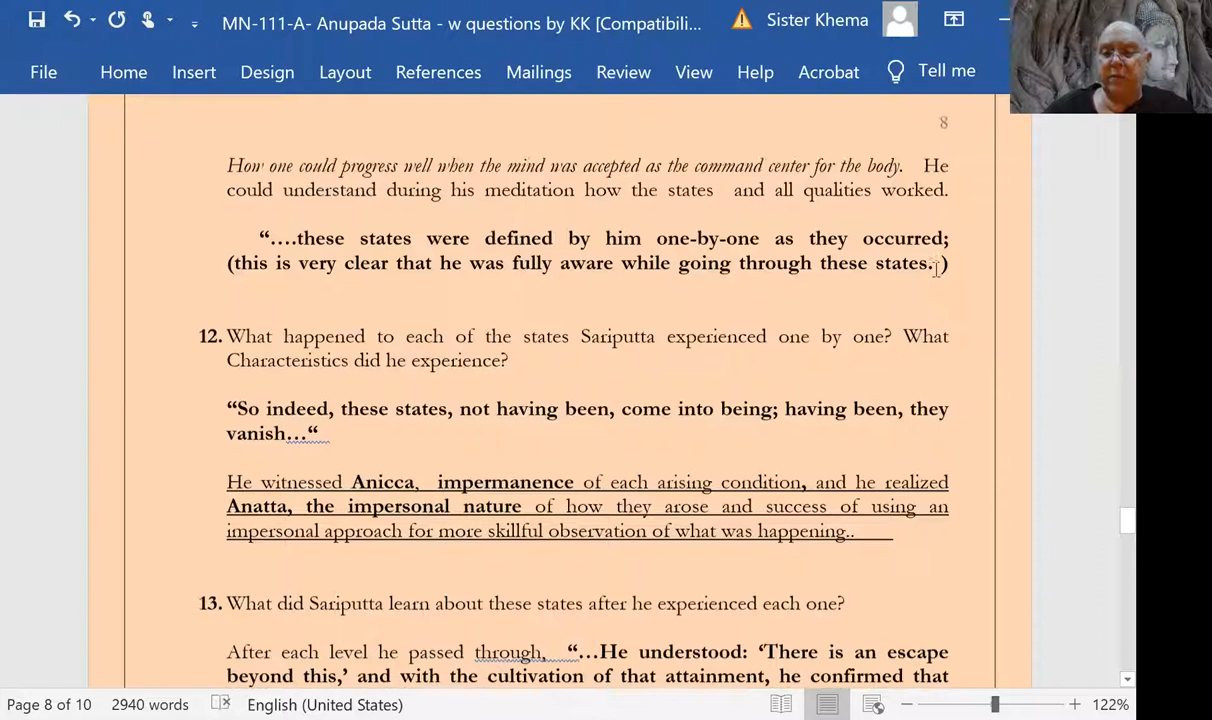 MN-111-A- Anupada Sutta - w questions by KK [Compatibili...
Sister Khema
File Home Insert Design Layout References Mailings Review View Help Acrobat Tell me
8
How one could progress well when the mind was accepted as the command center for the body. He
could understand during his meditation how the states and all qualities worked.
“….these states were defined by him one-by-one as they occurred;
(this is very clear that he was fully aware while going through these states. )
12. What happened to each of the states Sariputta experienced one by one? What
Characteristics did he experience?
“So indeed, these states, not having been, come into being; having been, they
vanish…“
He witnessed Anicca, impermanence of each arising condition, and he realized
Anatta, the impersonal nature of how they arose and success of using an
impersonal approach for more skillful observation of what was happening..
13. What did Sariputta learn about these states after he experienced each one?
After each level he passed through, “…He understood: ‘There is an escape
beyond this,’ and with the cultivation of that attainment, he confirmed that
Page 8 of 10 2940 words English (United States) 122%